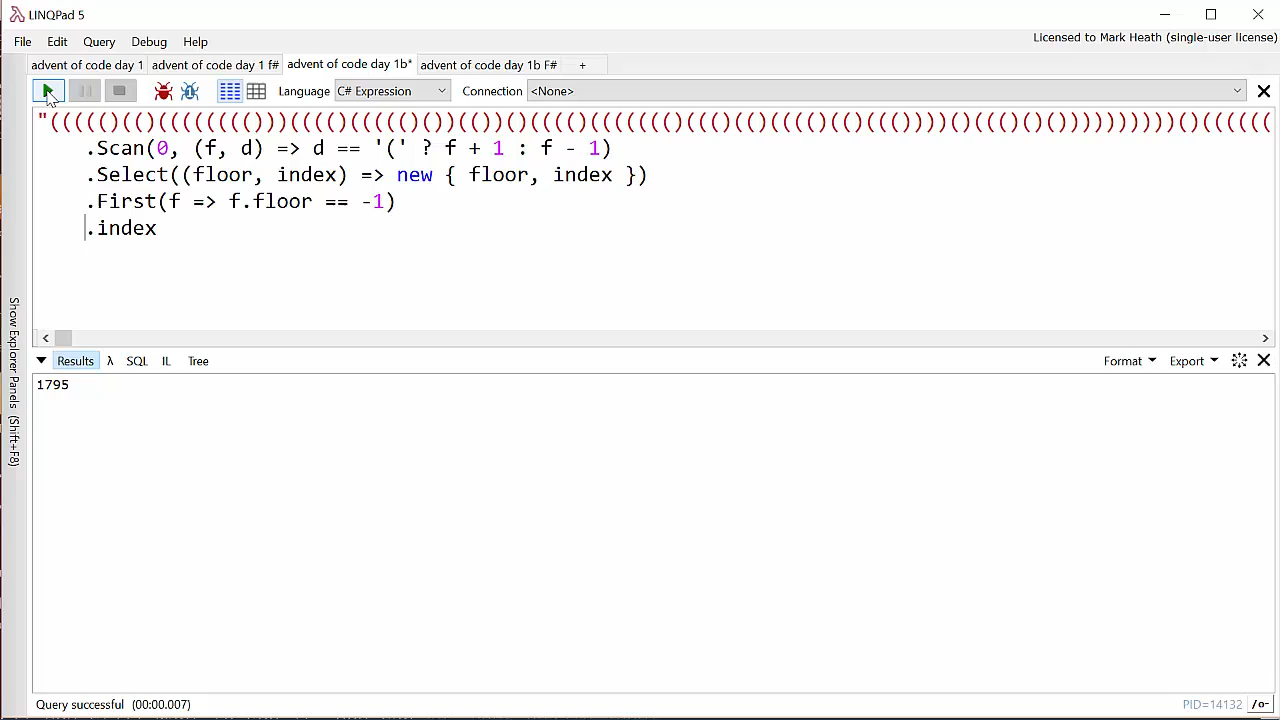 LINQPad 5
File Edit Query Debug Help
Licensed to Mark Heath (single-user license)
advent of code day 1 advent of code day 1 f# advent of code day 1b* advent of code day 1b F# +
Language C# Expression Connection <None>
.Scan(0, (f, d) => d == '(' ? f + 1 : f - 1)
.Select((floor, index) => new { floor, index })
.First(f => f.floor == -1)
.index
Show Explorer Panels (Shift+F8)
Results λ SQL IL Tree Format Export
1795
Query successful (00:00.007) PID=14132 /o-